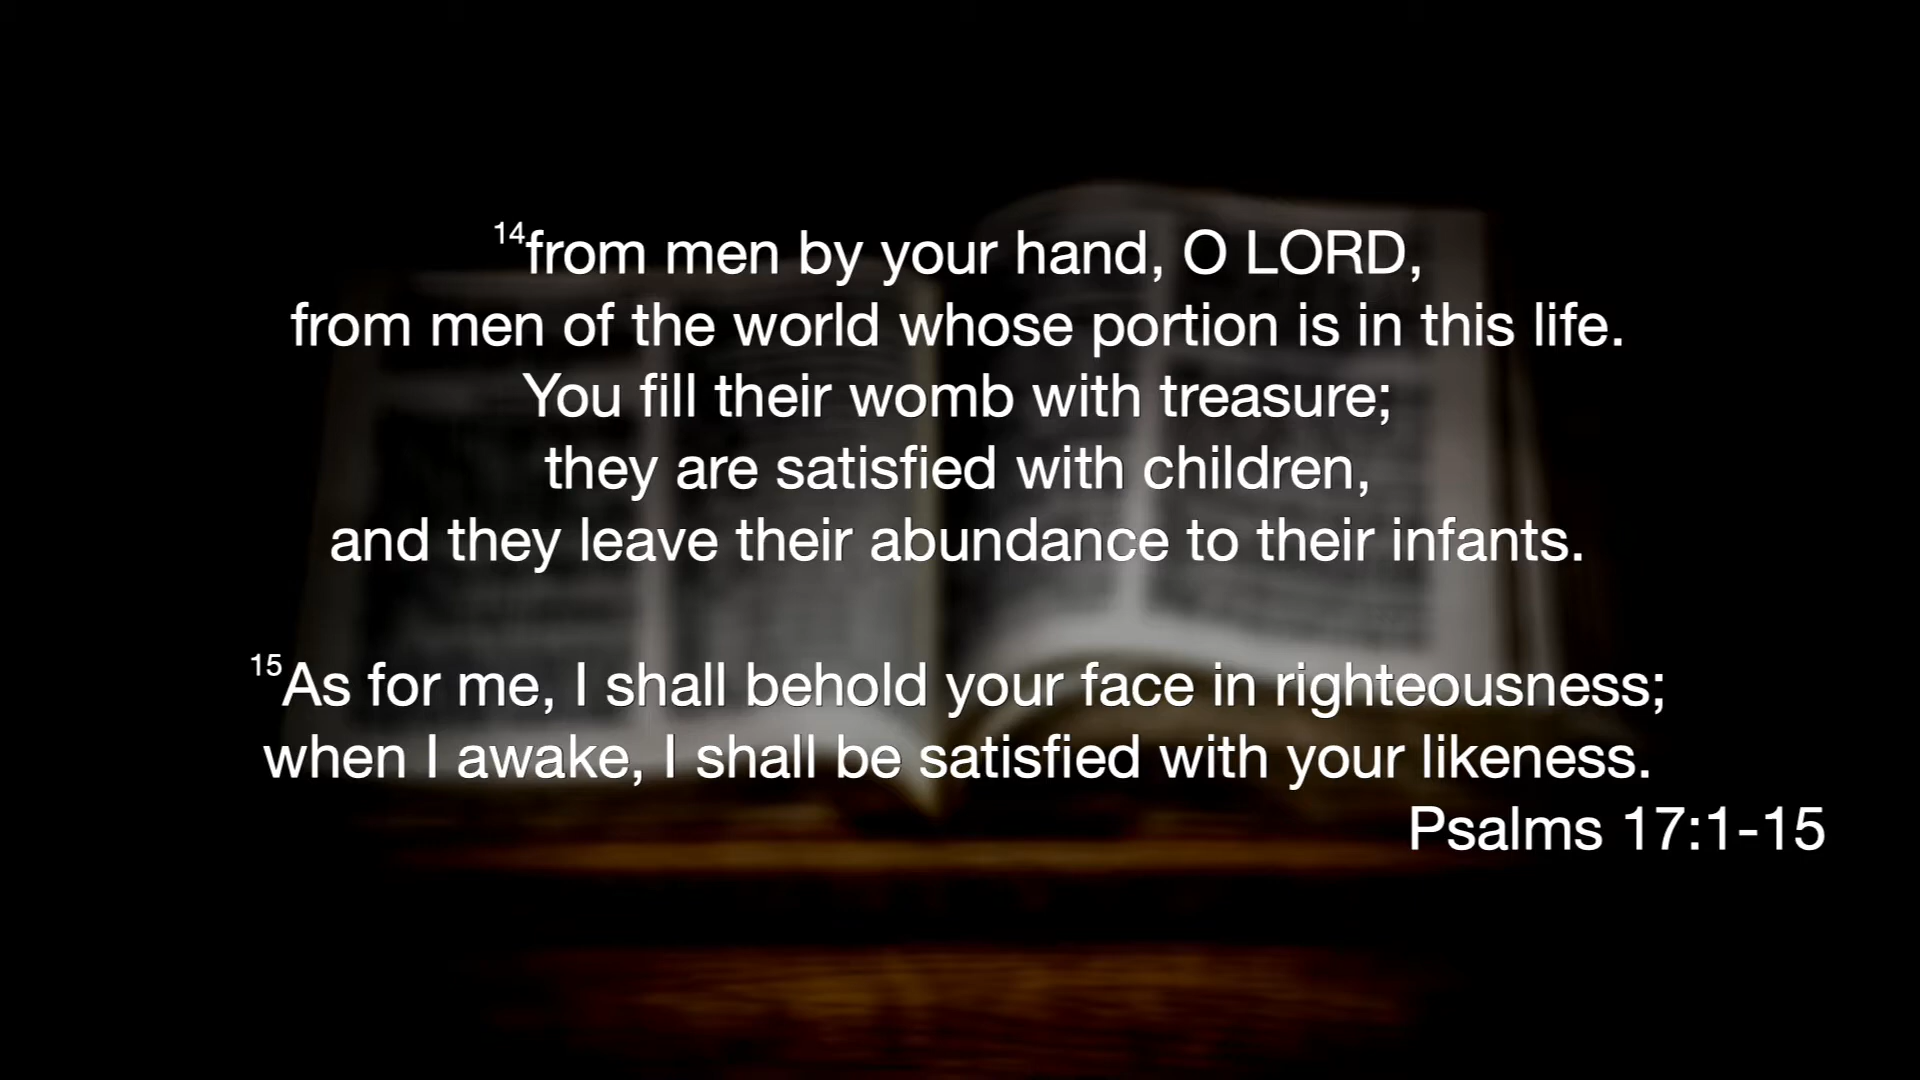 14from men by your hand, O LORD,
from men of the world whose portion is in this life.
You fill their womb with treasure;
they are satisfied with children,
and they leave their abundance to their infants.
15As for me, I shall behold your face in righteousness;
when I awake, I shall be satisfied with your likeness.
Psalms 17:1-15